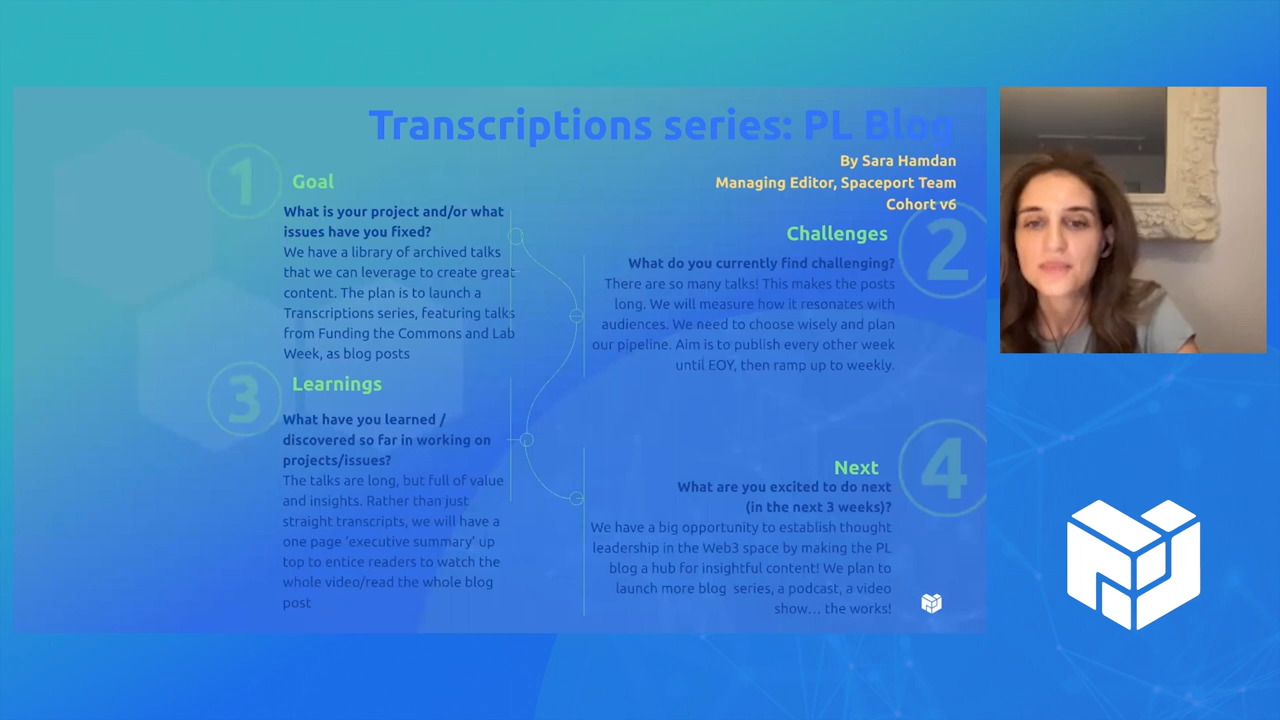 Transcriptions series: PL Blog
By Sara Hamdan
Managing Editor, Spaceport Team
Cohort v6
1
Goal
What is your project and/or what
issues have you fixed?
We have a library of archived talks
that we can leverage to create great
content. The plan is to launch a
Transcriptions series, featuring talks
from Funding the Commons and Lab
Week, as blog posts
2
Challenges
What do you currently find challenging?
There are so many talks! This makes the posts
long. We will measure how it resonates with
audiences. We need to choose wisely and plan
our pipeline. Aim is to publish every other week
until EOY, then ramp up to weekly.
3
Learnings
What have you learned /
discovered so far in working on
projects/issues?
The talks are long, but full of value
and insights. Rather than just
straight transcripts, we will have a
one page ‘executive summary’ up
top to entice readers to watch the
whole video/read the whole blog
post
4
Next
What are you excited to do next
(in the next 3 weeks)?
We have a big opportunity to establish thought
leadership in the Web3 space by making the PL
blog a hub for insightful content! We plan to
launch more blog series, a podcast, a video
show… the works!